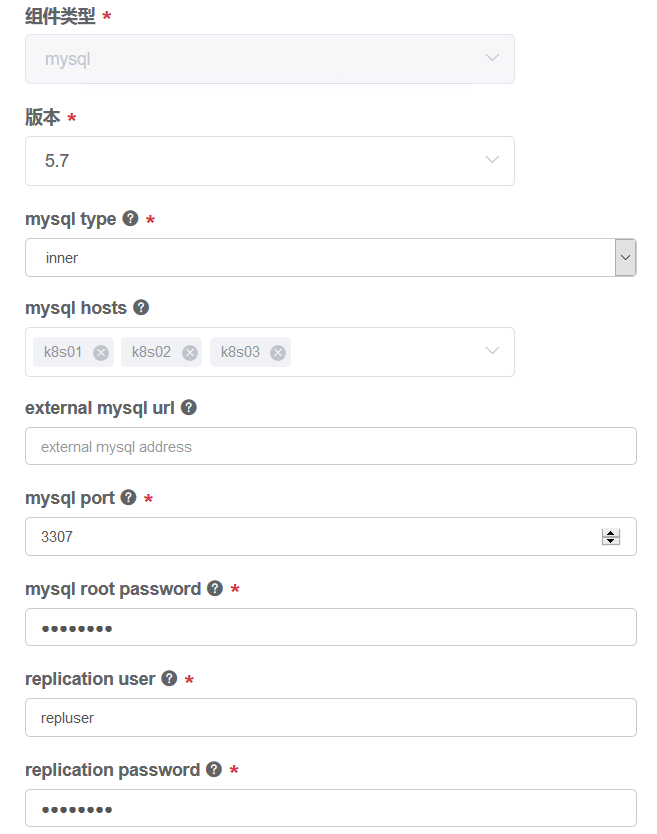 组件类型 *
mysql
版本 *
5.7
mysql type ? *
inner
mysql hosts ?
k8s01 k8s02 k8s03
external mysql url ?
external mysql address
mysql port ? *
3307
mysql root password ? *
••••••••
replication user ? *
repluser
replication password ? *
••••••••